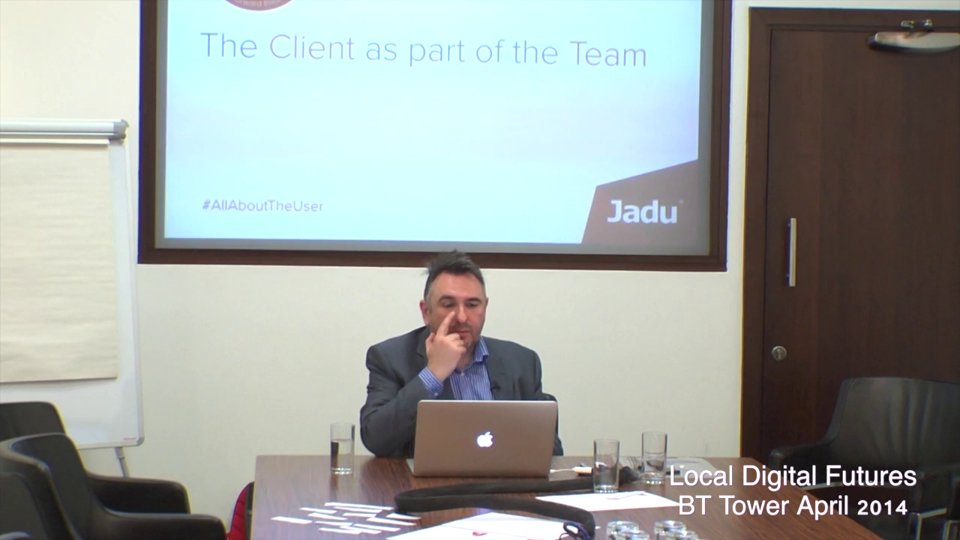 The Client as part of the Team
#AllAboutTheUser
Jadu
Local Digital Futures
BT Tower April 2014